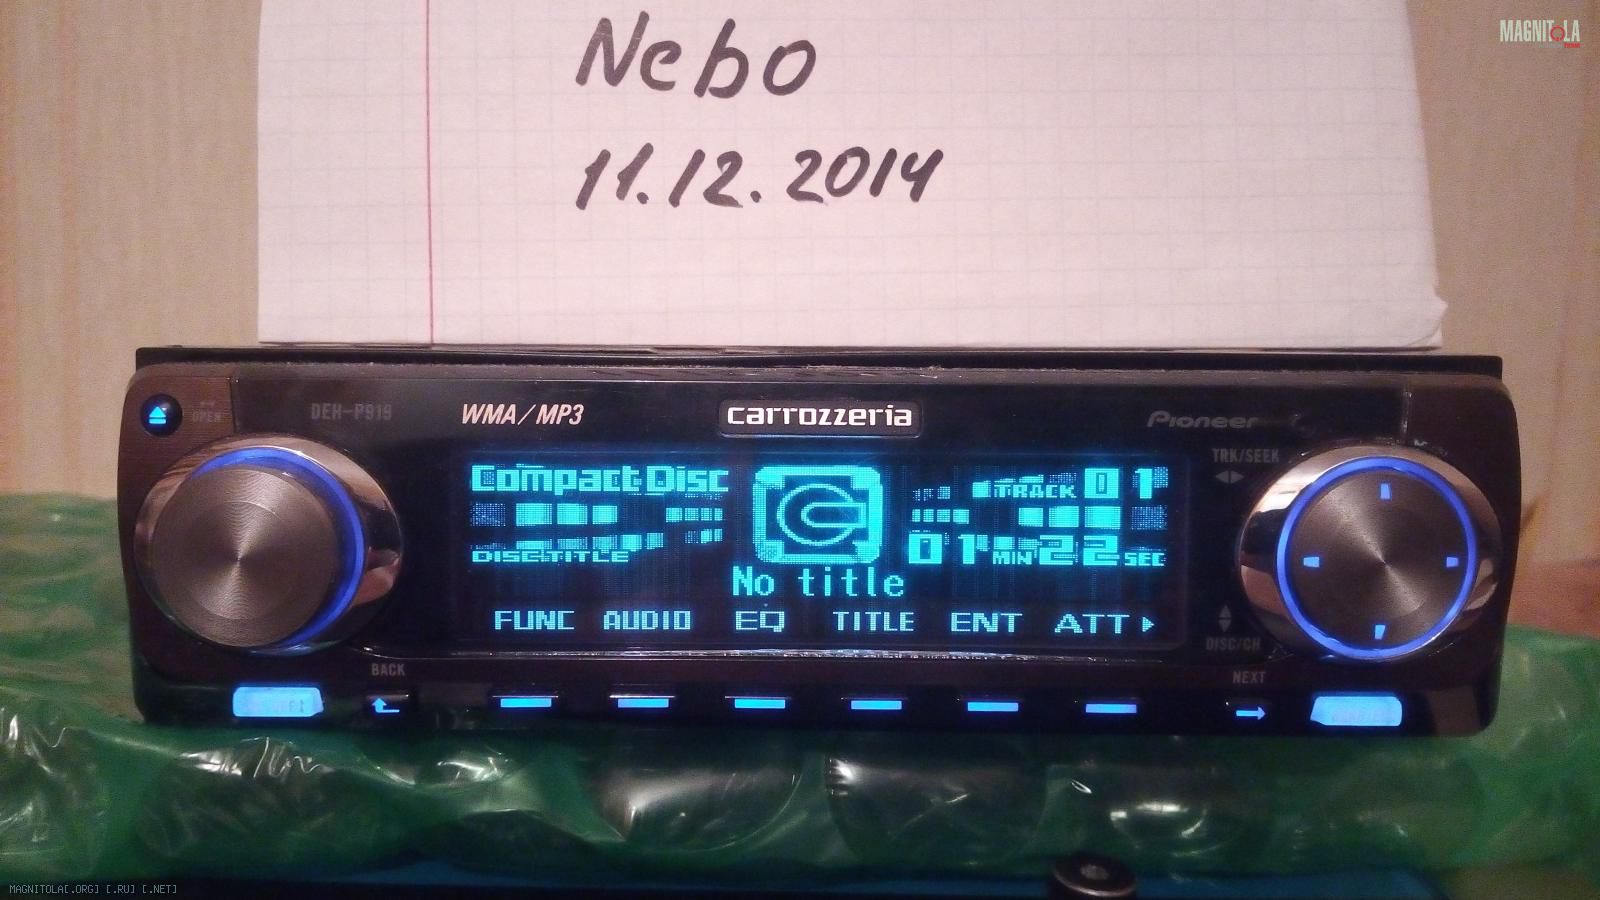 MAGNITOLA
Nebo
11.12.2014
OPEN
DEH-P919
WMA/MP3
carrozzeria
Pioneer
TRK/SEEK
Compact Disc
TRACK 01
DISC TITLE
01 MIN 22 SEC
No title
FUNC AUDIO EQ TITLE ENT ATT
DISC/CH
BACK
NEXT
MAGNITOLA[.ORG] [.RU] [.NET]